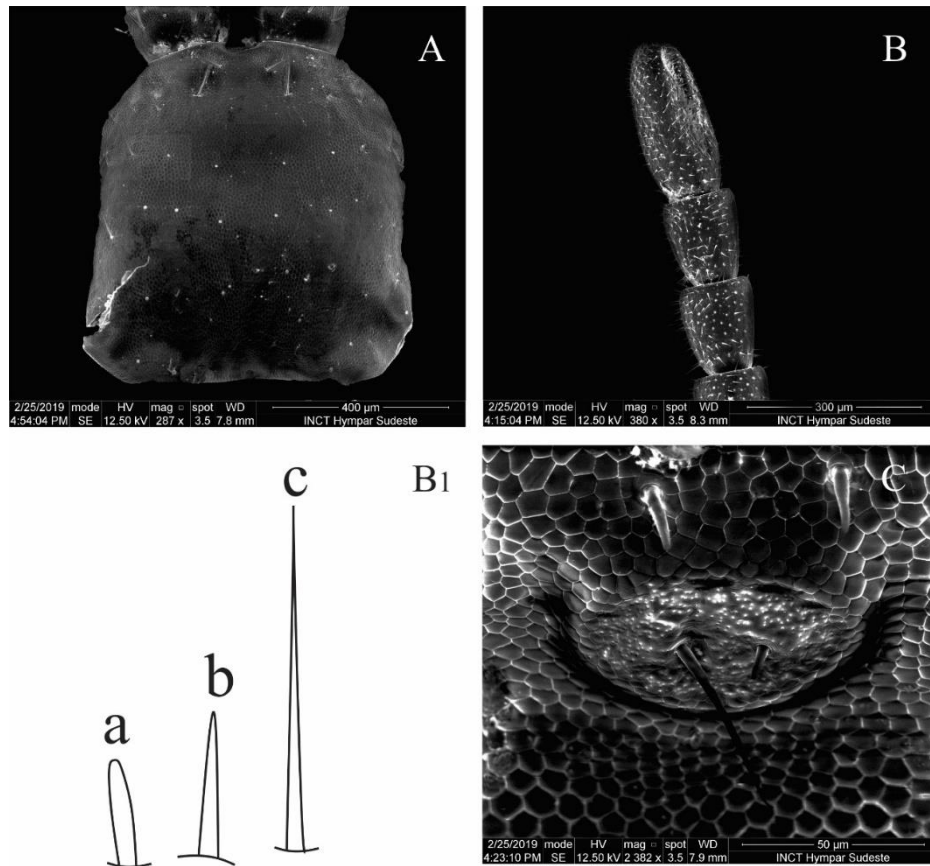 A
2/25/2019 mode HV mag □ spot WD 400 µm
4:54:04 PM SE 12.50 kV 287 x 3.5 7.8 mm INCT Hympar Sudeste
B
2/25/2019 mode HV mag □ spot WD 300 µm
4:15:04 PM SE 12.50 kV 380 x 3.5 8.3 mm INCT Hympar Sudeste
B1
a
b
c
C
2/25/2019 mode HV mag □ spot WD 50 µm
4:23:10 PM SE 12.50 kV 2 382 x 3.5 7.9 mm INCT Hympar Sudeste